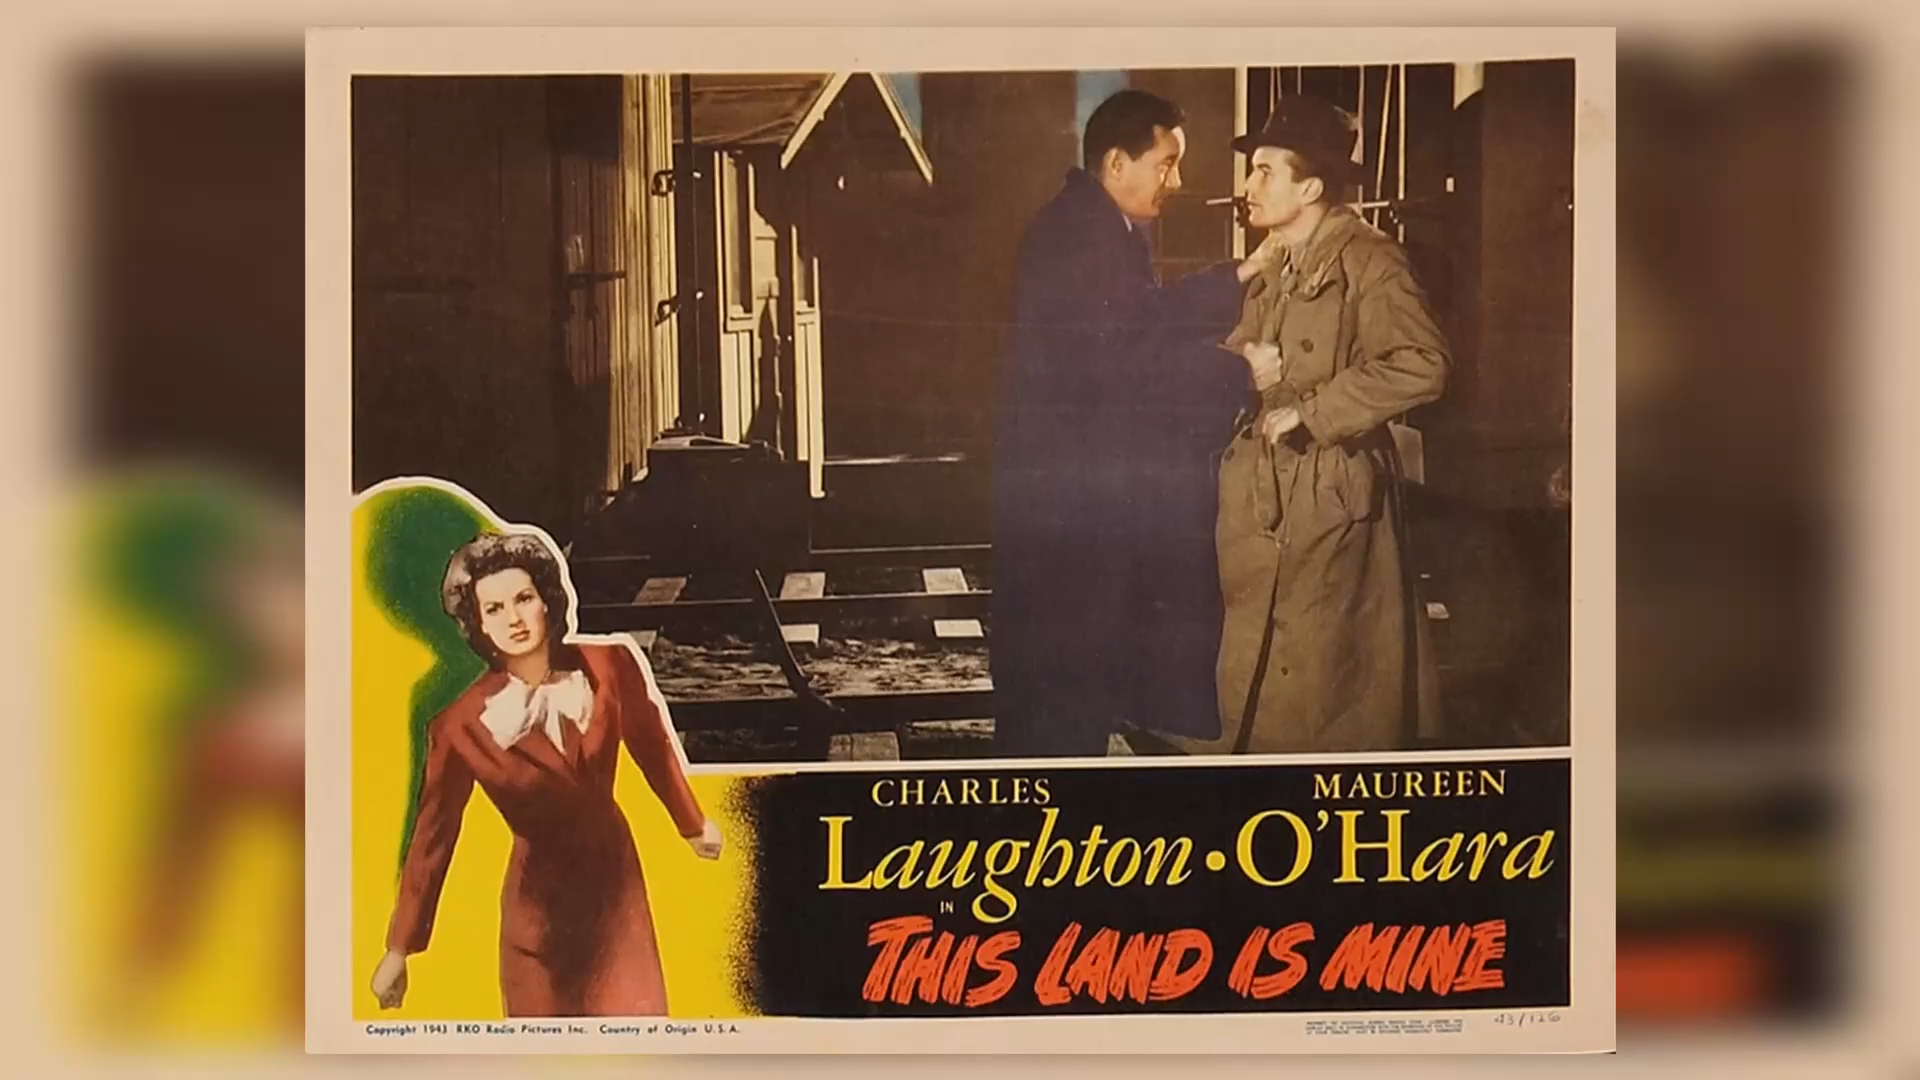 CHARLES MAUREEN
Laughton • O'Hara
IN
THIS LAND IS MINE
Copyright 1943 RKO Radio Pictures Inc. Country of Origin U.S.A.
43/126